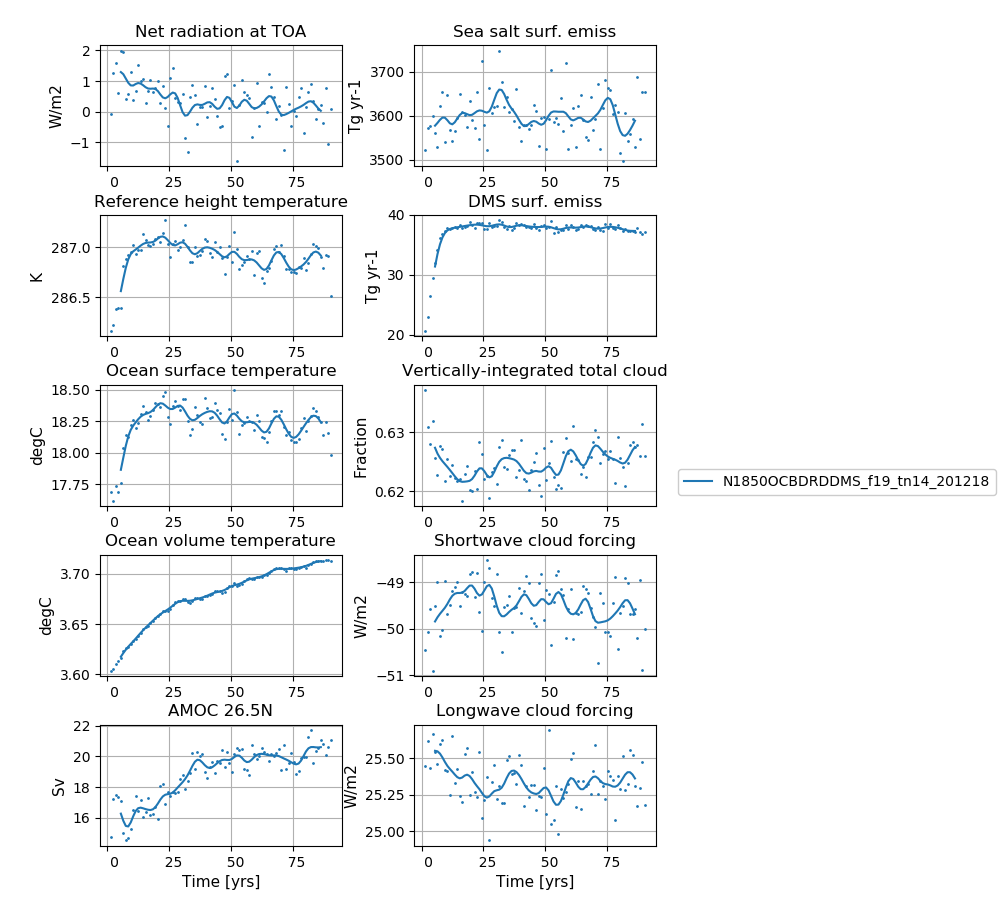 Net radiation at TOA
W/m2
2
1
0
−1
0 25 50 75
Sea salt surf. emiss
Tg yr-1
3700
3600
3500
0 25 50 75
Reference height temperature
K
287.0
286.5
0 25 50 75
DMS surf. emiss
Tg yr-1
40
30
20
0 25 50 75
Ocean surface temperature
degC
18.50
18.25
18.00
17.75
0 25 50 75
Vertically-integrated total cloud
Fraction
0.63
0.62
0 25 50 75
N1850OCBDRDDMS_f19_tn14_201218
Ocean volume temperature
degC
3.70
3.65
3.60
0 25 50 75
Shortwave cloud forcing
W/m2
−49
−50
−51
0 25 50 75
AMOC 26.5N
Sv
22
20
18
16
0 25 50 75
Time [yrs]
Longwave cloud forcing
W/m2
25.50
25.25
25.00
0 25 50 75
Time [yrs]